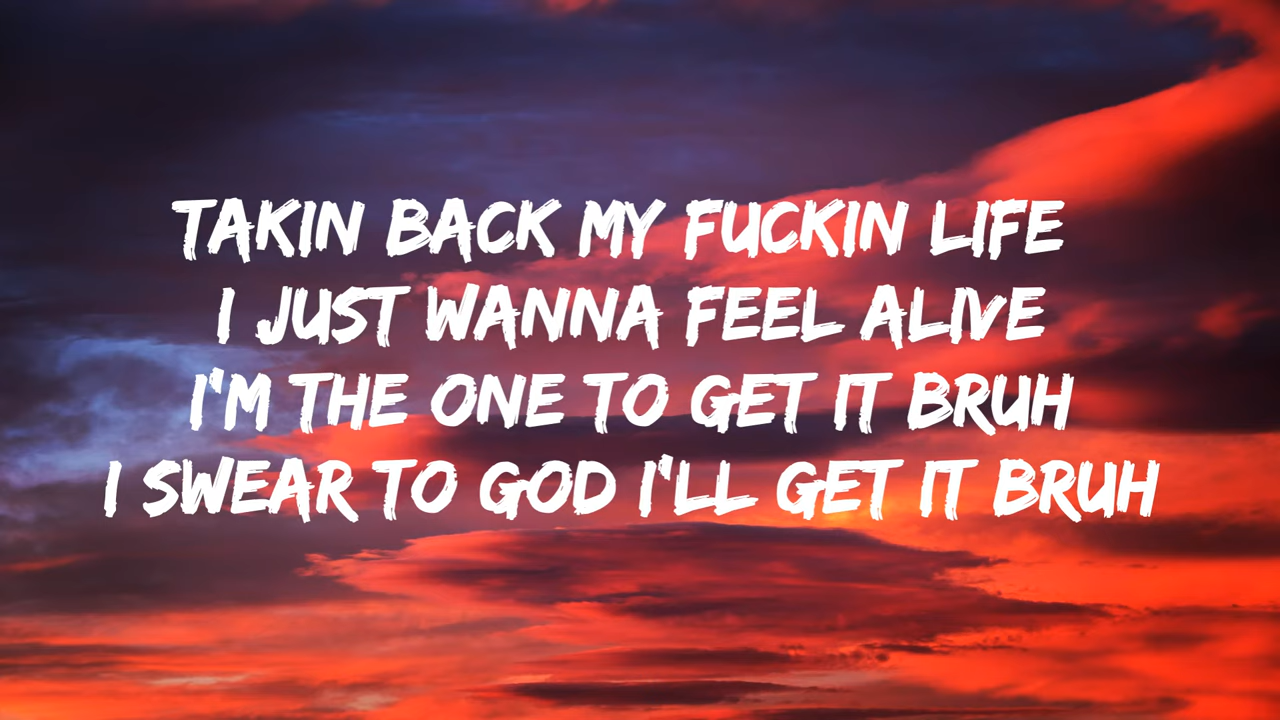 TAKIN BACK MY FUCKIN LIFE
I JUST WANNA FEEL ALIVE
I'M THE ONE TO GET IT BRUH
I SWEAR TO GOD I'LL GET IT BRUH